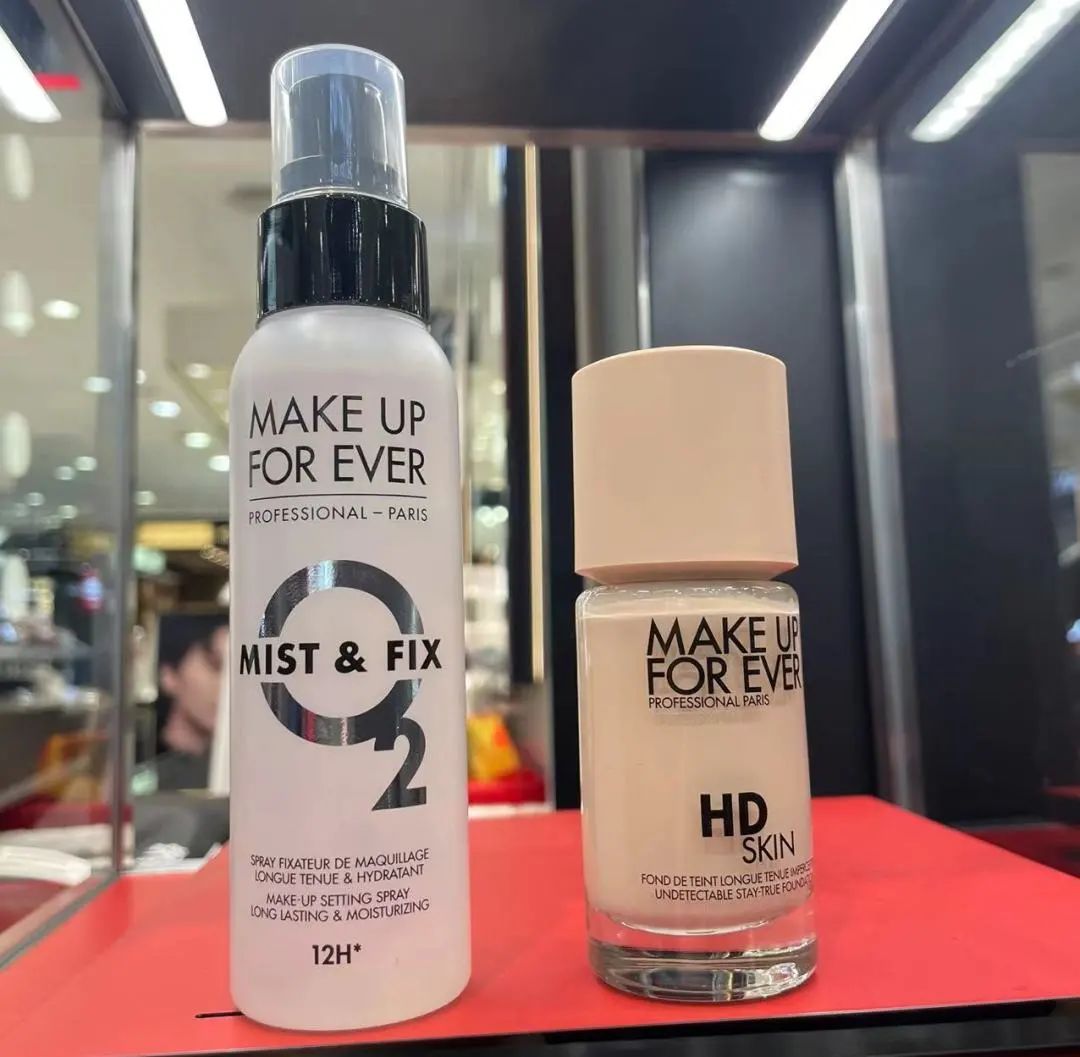 MAKE UP
FOR EVER
PROFESSIONAL – PARIS
O2
MIST & FIX
SPRAY FIXATEUR DE MAQUILLAGE
LONGUE TENUE & HYDRATANT
MAKE-UP SETTING SPRAY
LONG LASTING & MOISTURIZING
12H*
MAKE UP
FOR EVER
PROFESSIONAL PARIS
HD
SKIN
FOND DE TEINT LONGUE TENUE
UNDETECTABLE STAY-TRUE